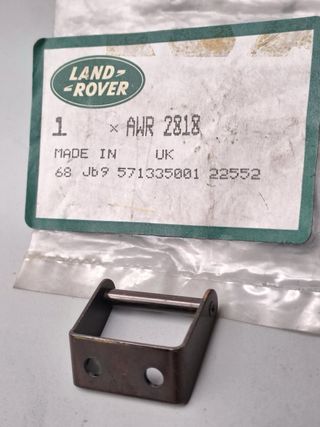 LAND-
ROVER
1 × AWR 2818
MADE IN UK
68 Jb9 571335001 22552